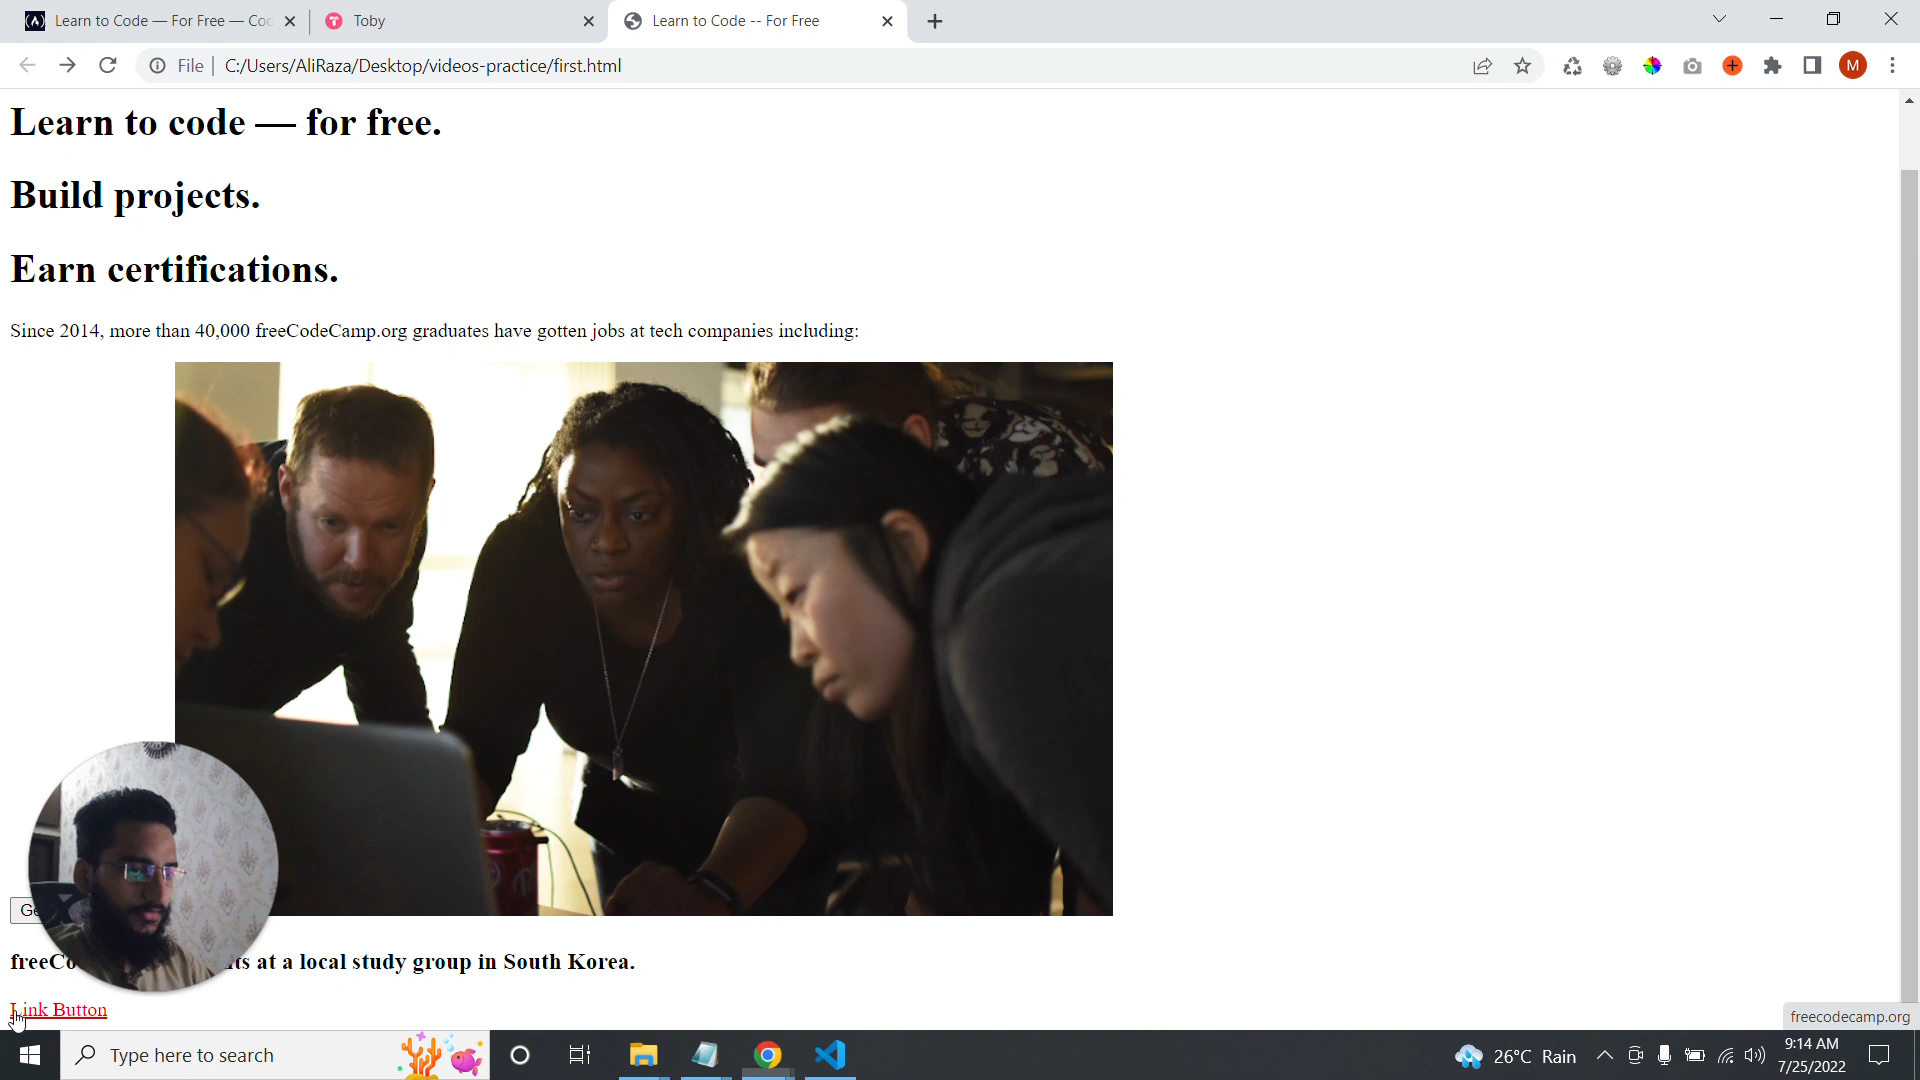 Learn to Code — For Free — Co
Toby
Learn to Code -- For Free
File
C:/Users/AliRaza/Desktop/videos-practice/first.html
M
Learn to code — for free.
Build projects.
Earn certifications.
Since 2014, more than 40,000 freeCodeCamp.org graduates have gotten jobs at tech companies including:
Ge
freeCo ts at a local study group in South Korea.
Link Button
freecodecamp.org
Type here to search
26°C Rain
9:14 AM
7/25/2022